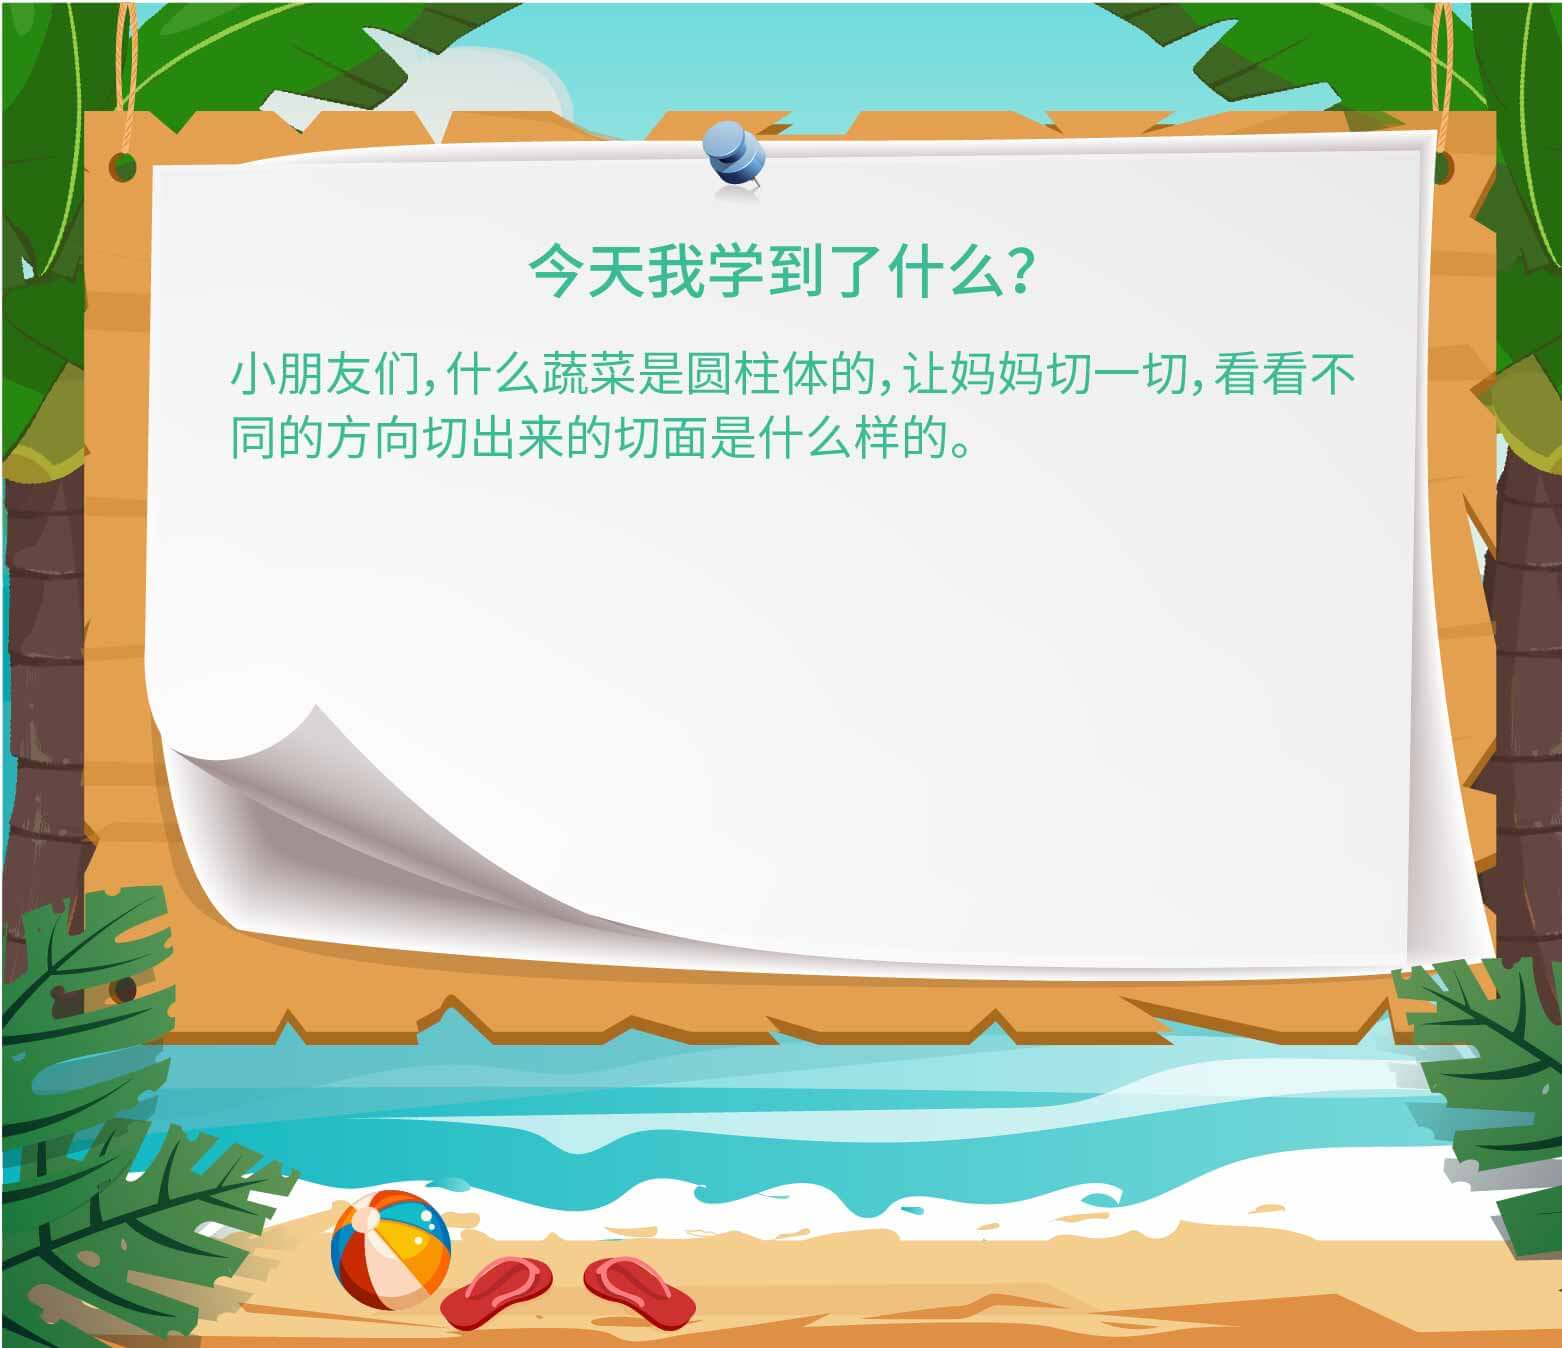 今天我学到了什么？
小朋友们，什么蔬菜是圆柱体的，让妈妈切一切，看看不
同的方向切出来的切面是什么样的。